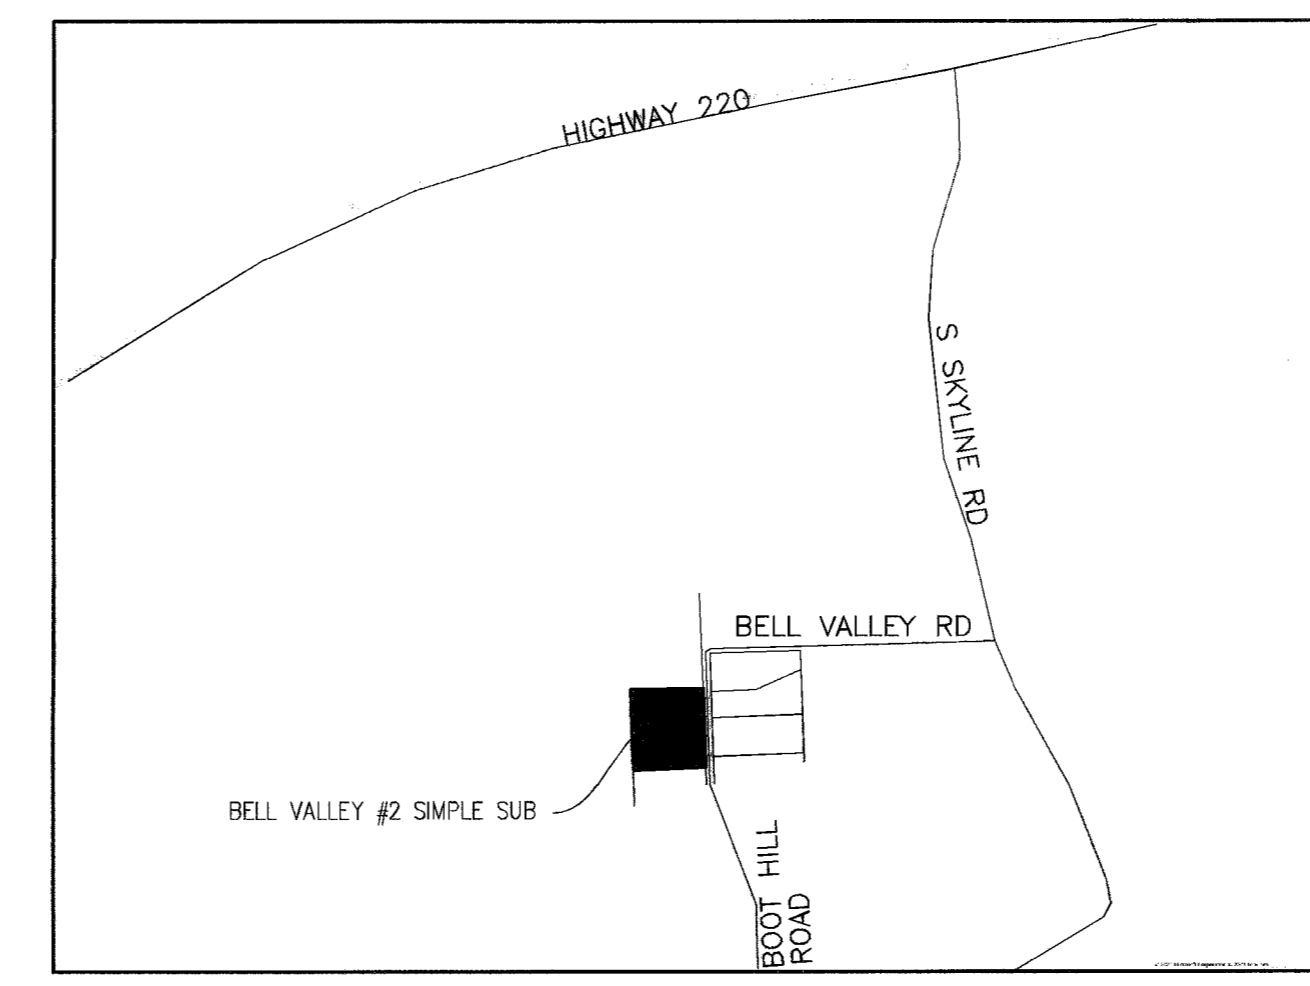 HIGHWAY 220
S SKYLINE RD
BELL VALLEY RD
BELL VALLEY #2 SIMPLE SUB
BOOT HILL
ROAD